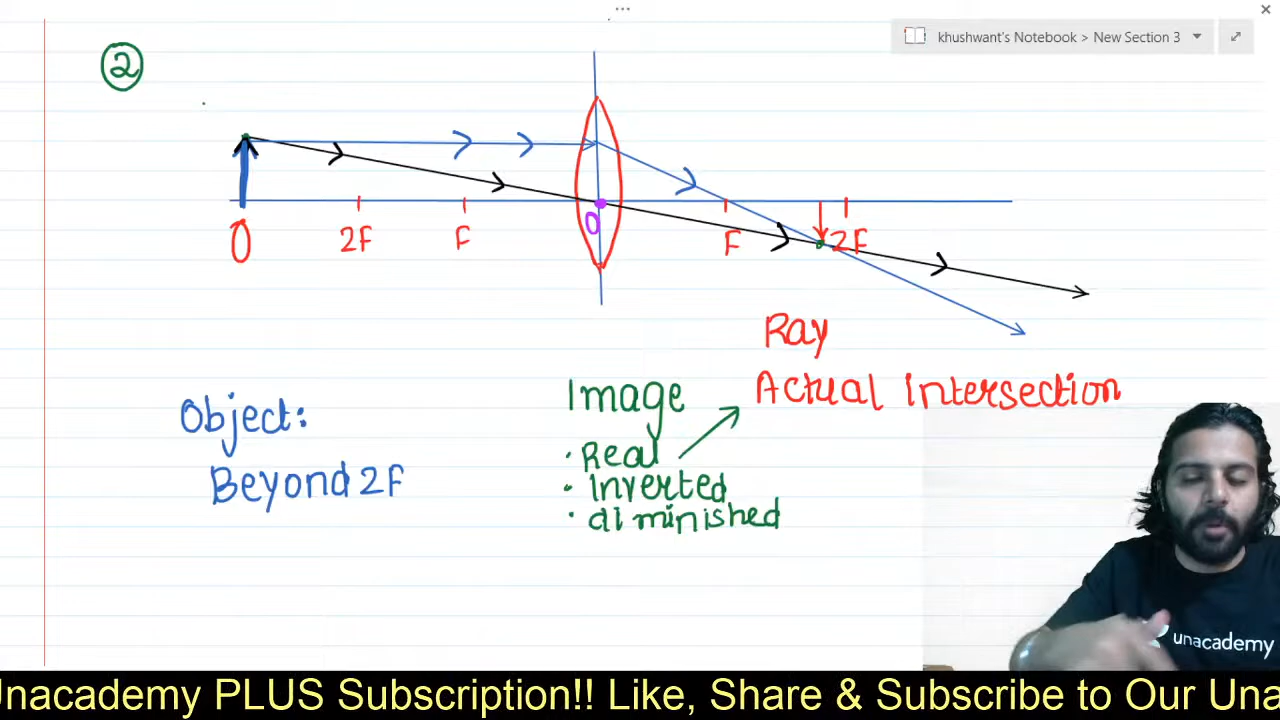 khushwant's Notebook > New Section 3
2
O
2F
F
O
F
2F
Ray
Actual intersection
Object:
Beyond 2F
Image
• Real
• Inverted
• diminished
unacademy
Unacademy PLUS Subscription!! Like, Share & Subscribe to Our Una